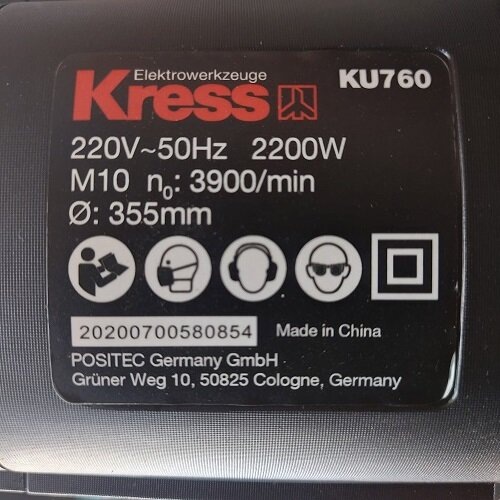 Elektrowerkzeuge
Kress KU760
220V~50Hz 2200W
M10 n₀: 3900/min
Ø: 355mm
20200700580854 Made in China
POSITEC Germany GmbH
Grüner Weg 10, 50825 Cologne, Germany